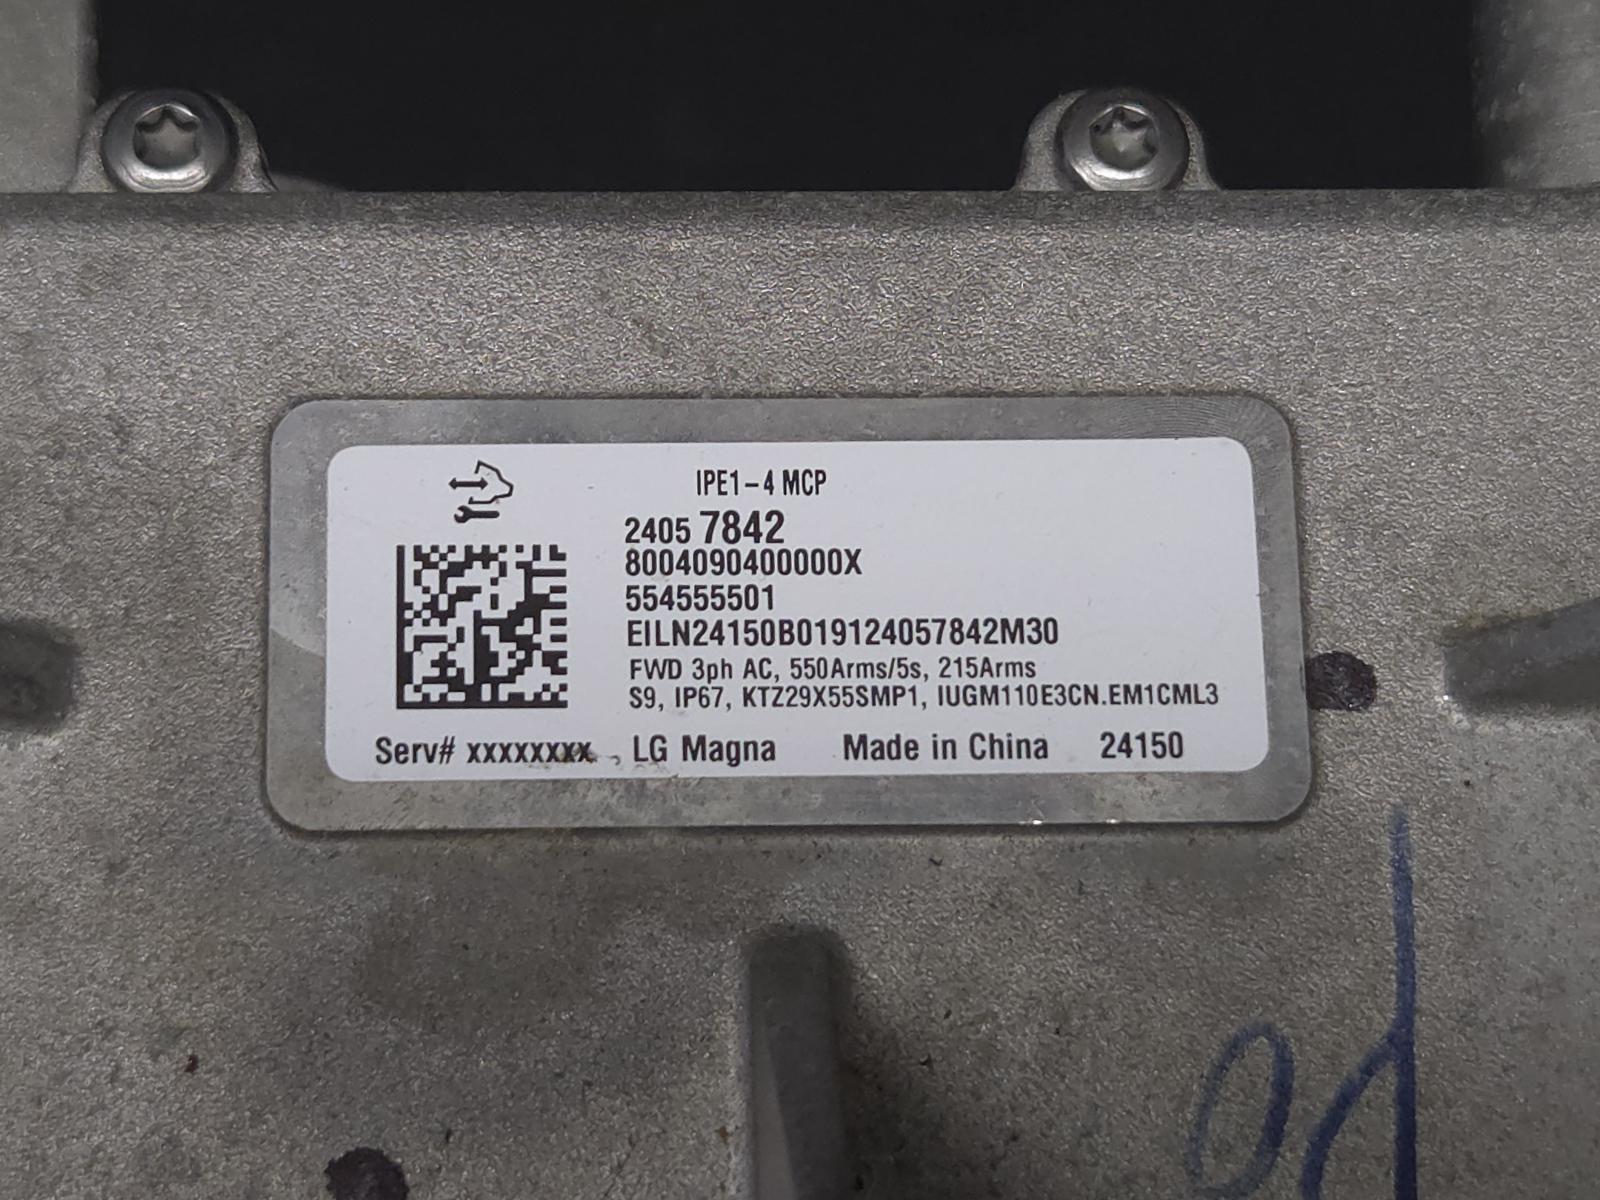 IPE1-4 MCP
2405 7842
8004090400000X
554555501
EILN24150B019124057842M30
FWD 3ph AC, 550Arms/5s, 215Arms
S9, IP67, KTZ29X55SMP1, IUGM110E3CN.EM1CML3
Serv# xxxxxxxx LG Magna Made in China 24150